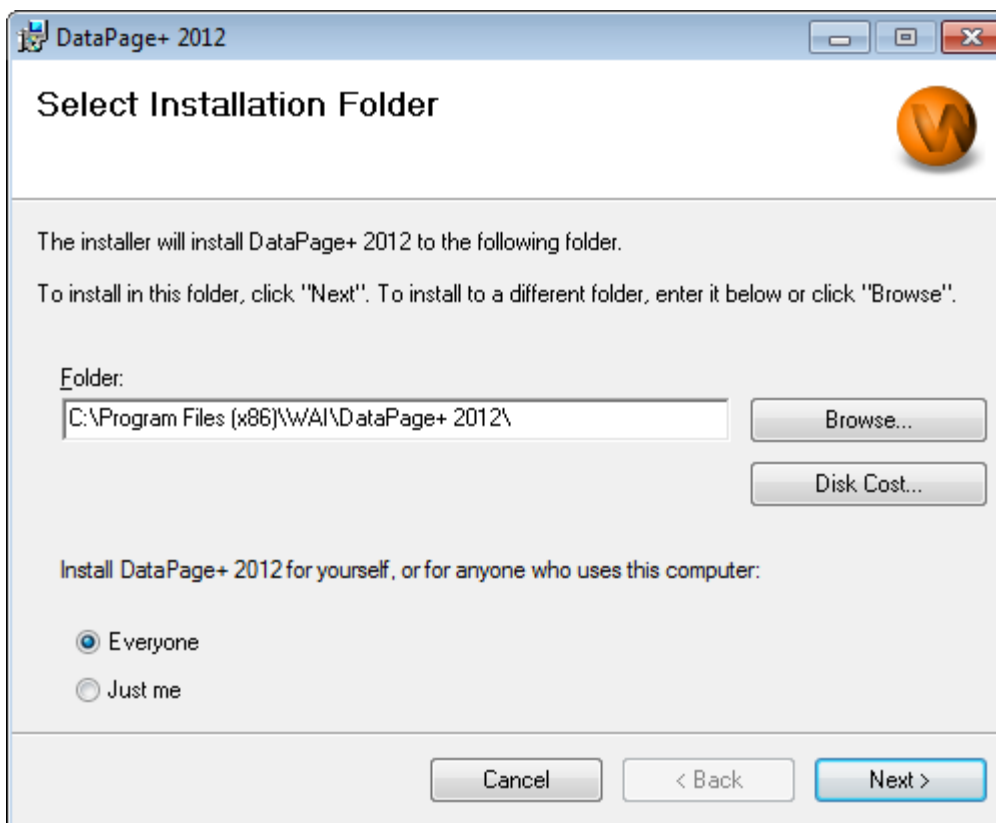 DataPage+ 2012
Select Installation Folder
W
The installer will install DataPage+ 2012 to the following folder.
To install in this folder, click "Next". To install to a different folder, enter it below or click "Browse".
Folder:
C:\Program Files (x86)\WAI\DataPage+ 2012\
Browse...
Disk Cost...
Install DataPage+ 2012 for yourself, or for anyone who uses this computer:
Everyone
Just me
Cancel
< Back
Next >